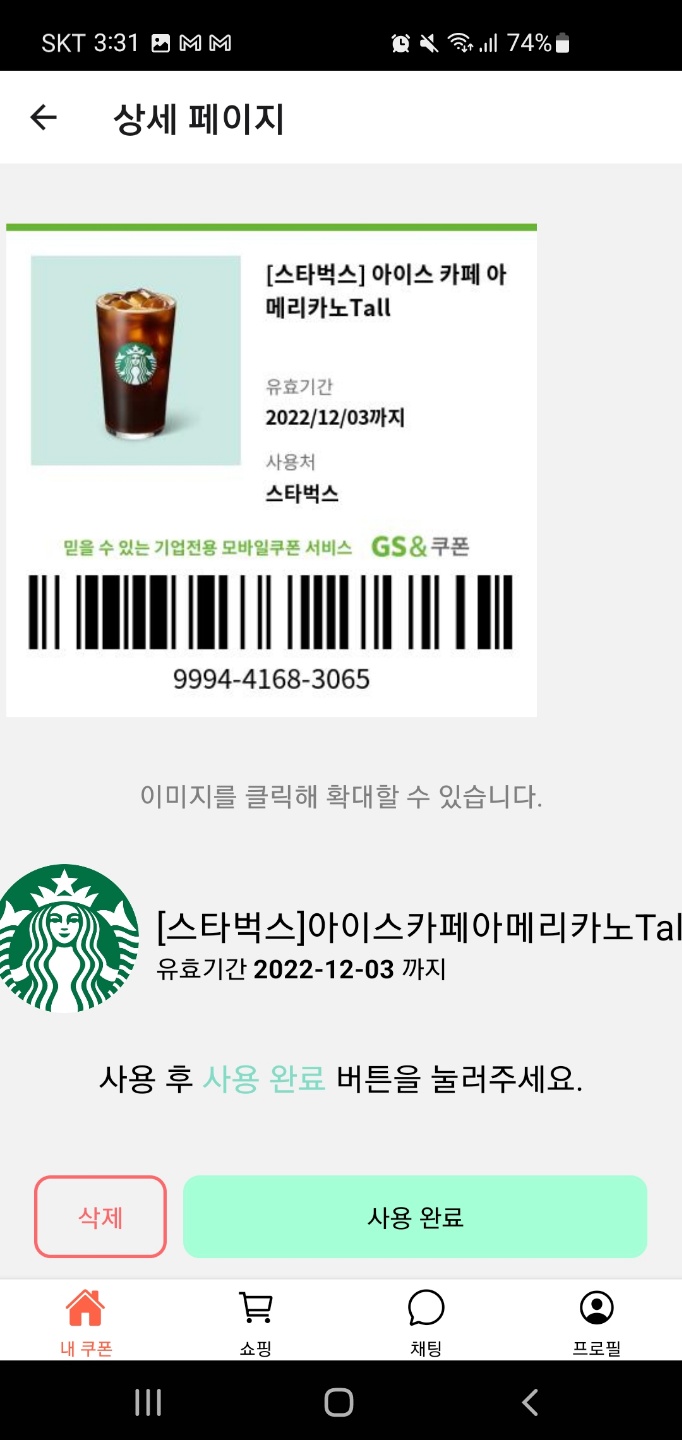 SKT 3:31 74%
상세 페이지
[스타벅스] 아이스 카페 아
메리카노Tall
유효기간
2022/12/03까지
사용처
스타벅스
믿을 수 있는 기업전용 모바일쿠폰 서비스 GS&쿠폰
9994-4168-3065
이미지를 클릭해 확대할 수 있습니다.
[스타벅스]아이스카페아메리카노Tal
유효기간 2022-12-03 까지
사용 후 사용 완료 버튼을 눌러주세요.
삭제 사용 완료
내 쿠폰 쇼핑 채팅 프로필